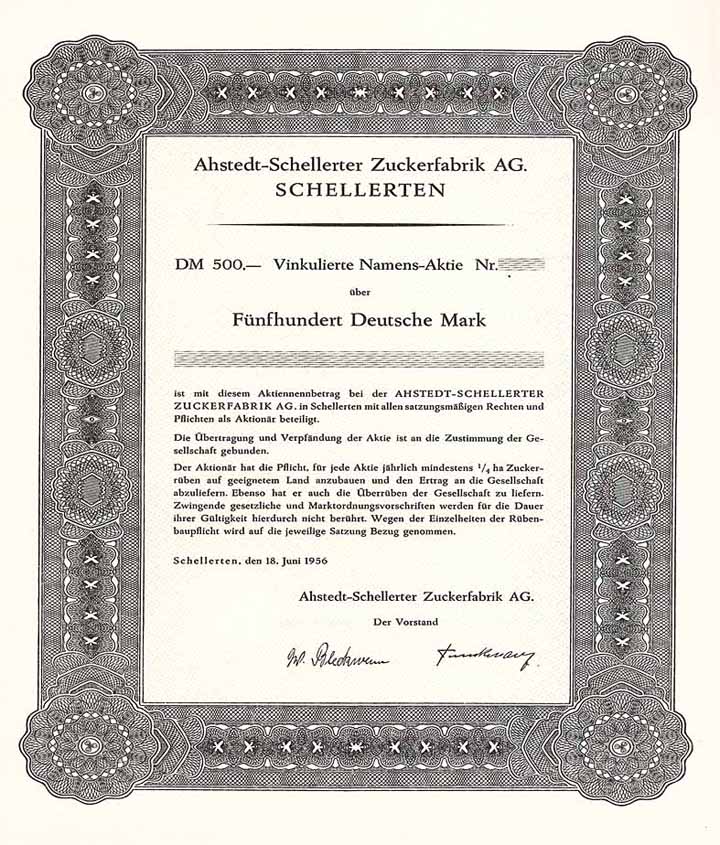 Ahstedt-Schellerter Zuckerfabrik AG.
SCHELLERTEN
DM 500.— Vinkulierte Namens-Aktie Nr.
über
Fünfhundert Deutsche Mark
ist mit diesem Aktiennennbetrag bei der AHSTEDT-SCHELLERTER
ZUCKERFABRIK AG. in Schellerten mit allen satzungsmäßigen Rechten und
Pflichten als Aktionär beteiligt.
Die Übertragung und Verpfändung der Aktie ist an die Zustimmung der Ge-
sellschaft gebunden.
Der Aktionär hat die Pflicht, für jede Aktie jährlich mindestens 1/4 ha Zucker-
rüben auf geeignetem Land anzubauen und den Ertrag an die Gesellschaft
abzuliefern. Ebenso hat er auch die Überrüben der Gesellschaft zu liefern.
Zwingende gesetzliche und Marktordnungsvorschriften werden für die Dauer
ihrer Gültigkeit hierdurch nicht berührt. Wegen der Einzelheiten der Rüben-
baupflicht wird auf die jeweilige Satzung Bezug genommen.
Schellerten, den 18. Juni 1956
Ahstedt-Schellerter Zuckerfabrik AG.
Der Vorstand
W. Bleckwenn